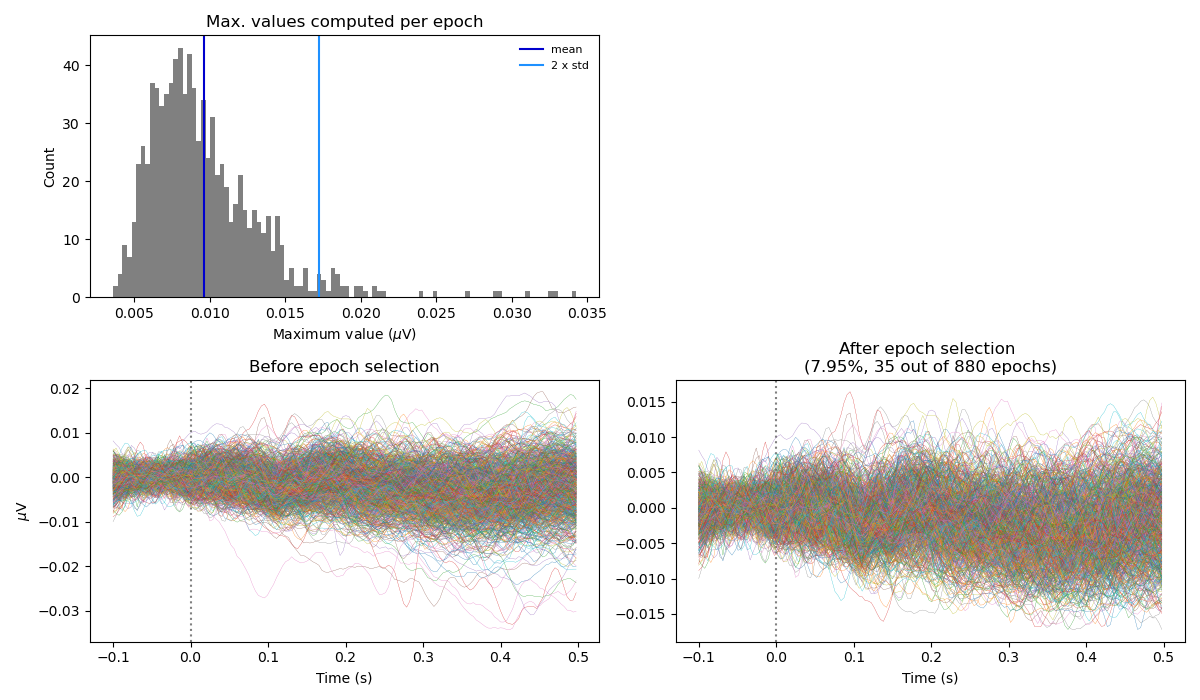 Max. values computed per epoch
mean
2 x std
40
30
20
10
0
Count
0.005 0.010 0.015 0.020 0.025 0.030 0.035
Maximum value (µV)
Before epoch selection
0.02
0.01
0.00
−0.01
−0.02
−0.03
µV
−0.1 0.0 0.1 0.2 0.3 0.4 0.5
Time (s)
After epoch selection
(7.95%, 35 out of 880 epochs)
0.015
0.010
0.005
0.000
−0.005
−0.010
−0.015
−0.1 0.0 0.1 0.2 0.3 0.4 0.5
Time (s)